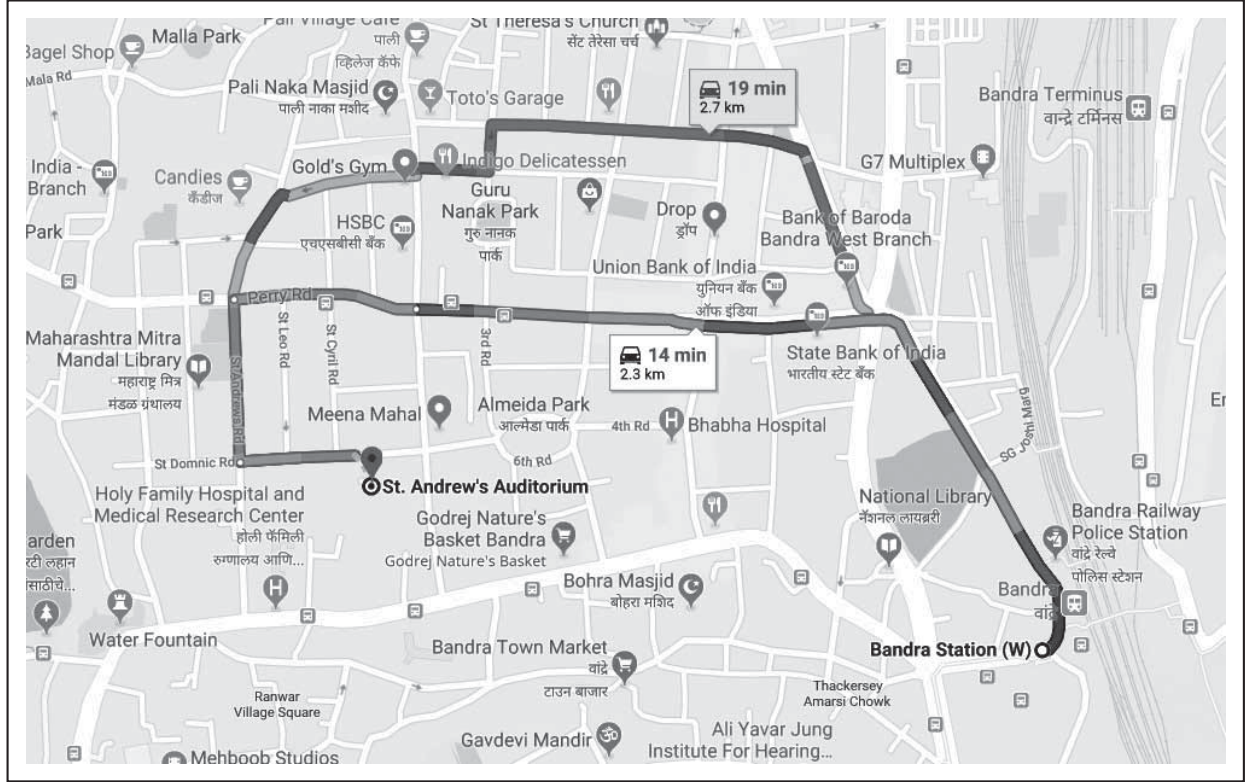 Pali Village Cafe
पाली
व्हिलेज कॅफे
St Theresa's Church
सेंट तेरेसा चर्च
Malla Park
Bagel Shop
Mala Rd
Pali Naka Masjid
पाली नाका मशीद
Toto's Garage
19 min
2.7 km
Bandra Terminus
वान्द्रे टर्मिनस
India -
Branch
Candies
कँडीज
Gold's Gym
Indigo Delicatessen
G7 Multiplex
Guru
Nanak Park
गुरु नानक
पार्क
Drop
ड्रॉप
Bank of Baroda
Bandra West Branch
HSBC
एचएसबीसी बैंक
Park
Union Bank of India
युनियन बँक
ऑफ इंडिया
Perry Rd
St Leo Rd
St Cyril Rd
3rd Rd
14 min
2.3 km
State Bank of India
भारतीय स्टेट बँक
Maharashtra Mitra
Mandal Library
महाराष्ट्र मित्र
मंडळ ग्रंथालय
St Andrews Rd
Meena Mahal
Almeida Park
आल्मेडा पार्क
4th Rd
Bhabha Hospital
SG Joshi Marg
St Domnic Rd
6th Rd
St. Andrew's Auditorium
Holy Family Hospital and
Medical Research Center
होली फॅमिली
रुग्णालय आणि...
National Library
नॅशनल लायब्ररी
Godrej Nature's
Basket Bandra
Godrej Nature's Basket
Bandra Railway
Police Station
वांद्रे रेल्वे
पोलिस स्टेशन
arden
रटी लहान
साठीचे...
Bohra Masjid
बोहरा मशिद
Bandra
वांद्रे
Water Fountain
Bandra Town Market
वांद्रे
टाउन बाजार
Bandra Station (W)
Ranwar
Village Square
Thackersey
Amarsi Chowk
Gavdevi Mandir
Ali Yavar Jung
Institute For Hearing...
Mehboob Studios